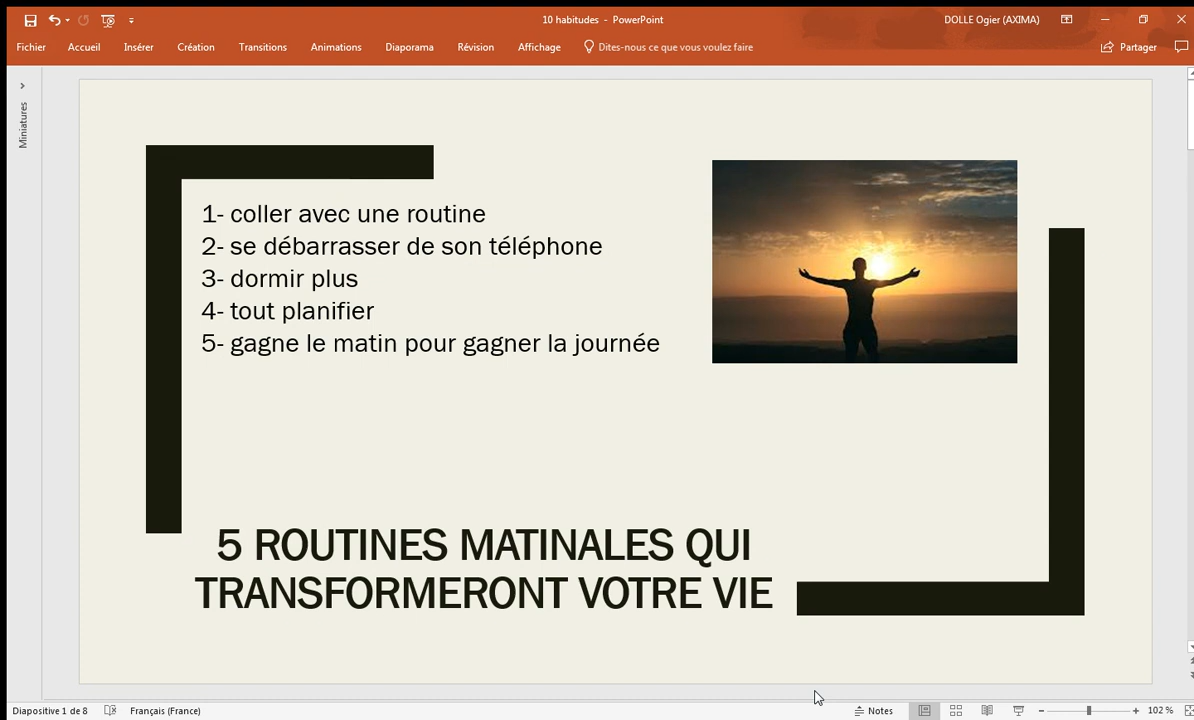 10 habitudes - PowerPoint
DOLLE Ogier (AXIMA)
Fichier Accueil Insérer Création Transitions Animations Diaporama Révision Affichage Dites-nous ce que vous voulez faire Partager
Miniatures
1- coller avec une routine
2- se débarrasser de son téléphone
3- dormir plus
4- tout planifier
5- gagne le matin pour gagner la journée
5 ROUTINES MATINALES QUI
TRANSFORMERONT VOTRE VIE
Diapositive 1 de 8 Français (France) Notes 102 %